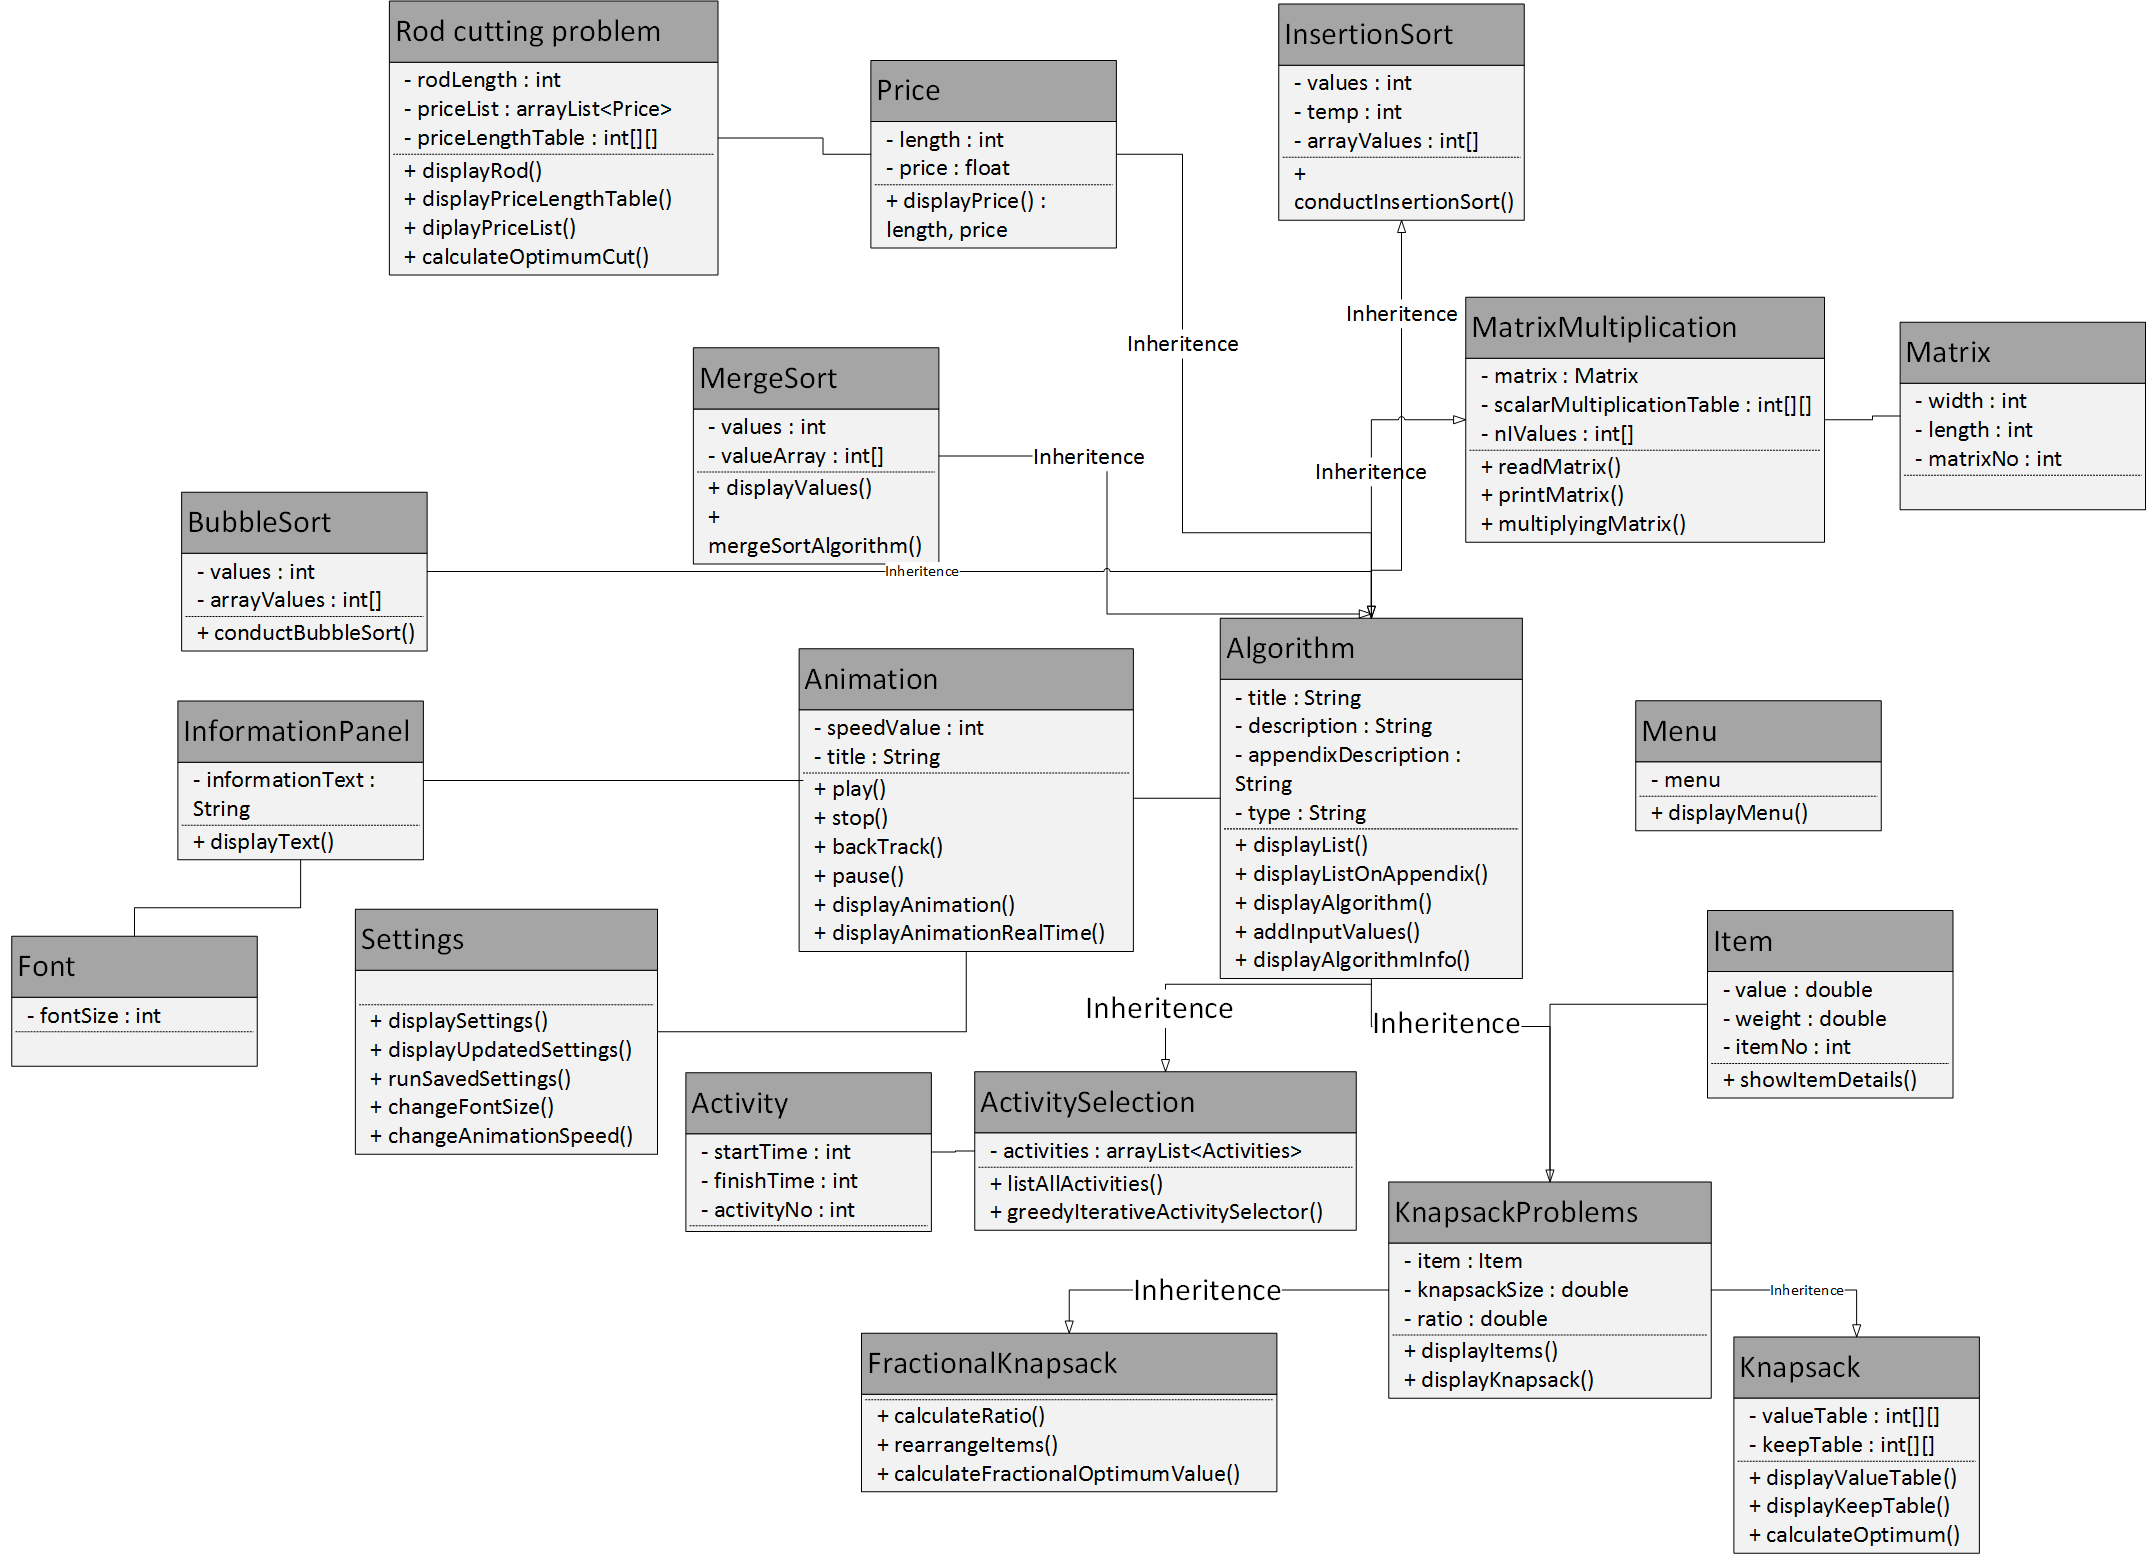 Rod cutting problem
- rodLength : int
- priceList : arrayList<Price>
- priceLengthTable : int[][]
+ displayRod()
+ displayPriceLengthTable()
+ diplayPriceList()
+ calculateOptimumCut()
Price
- length : int
- price : float
+ displayPrice() :
length, price
InsertionSort
- values : int
- temp : int
- arrayValues : int[]
+
conductInsertionSort()
Inheritence
Inheritence
MatrixMultiplication
- matrix : Matrix
- scalarMultiplicationTable : int[][]
- nIValues : int[]
+ readMatrix()
+ printMatrix()
+ multiplyingMatrix()
Matrix
- width : int
- length : int
- matrixNo : int
MergeSort
- values : int
- valueArray : int[]
+ displayValues()
+
mergeSortAlgorithm()
Inheritence
Inheritence
BubbleSort
- values : int
- arrayValues : int[]
+ conductBubbleSort()
Inheritence
Algorithm
- title : String
- description : String
- appendixDescription :
String
- type : String
+ displayList()
+ displayListOnAppendix()
+ displayAlgorithm()
+ addInputValues()
+ displayAlgorithmInfo()
Animation
- speedValue : int
- title : String
+ play()
+ stop()
+ backTrack()
+ pause()
+ displayAnimation()
+ displayAnimationRealTime()
InformationPanel
- informationText :
String
+ displayText()
Menu
- menu
+ displayMenu()
Font
- fontSize : int
Settings
+ displaySettings()
+ displayUpdatedSettings()
+ runSavedSettings()
+ changeFontSize()
+ changeAnimationSpeed()
Inheritence
Inheritence
Item
- value : double
- weight : double
- itemNo : int
+ showItemDetails()
Activity
- startTime : int
- finishTime : int
- activityNo : int
ActivitySelection
- activities : arrayList<Activities>
+ listAllActivities()
+ greedyIterativeActivitySelector()
KnapsackProblems
- item : Item
- knapsackSize : double
- ratio : double
+ displayItems()
+ displayKnapsack()
Inheritence
Inheritence
FractionalKnapsack
+ calculateRatio()
+ rearrangeItems()
+ calculateFractionalOptimumValue()
Knapsack
- valueTable : int[][]
- keepTable : int[][]
+ displayValueTable()
+ displayKeepTable()
+ calculateOptimum()